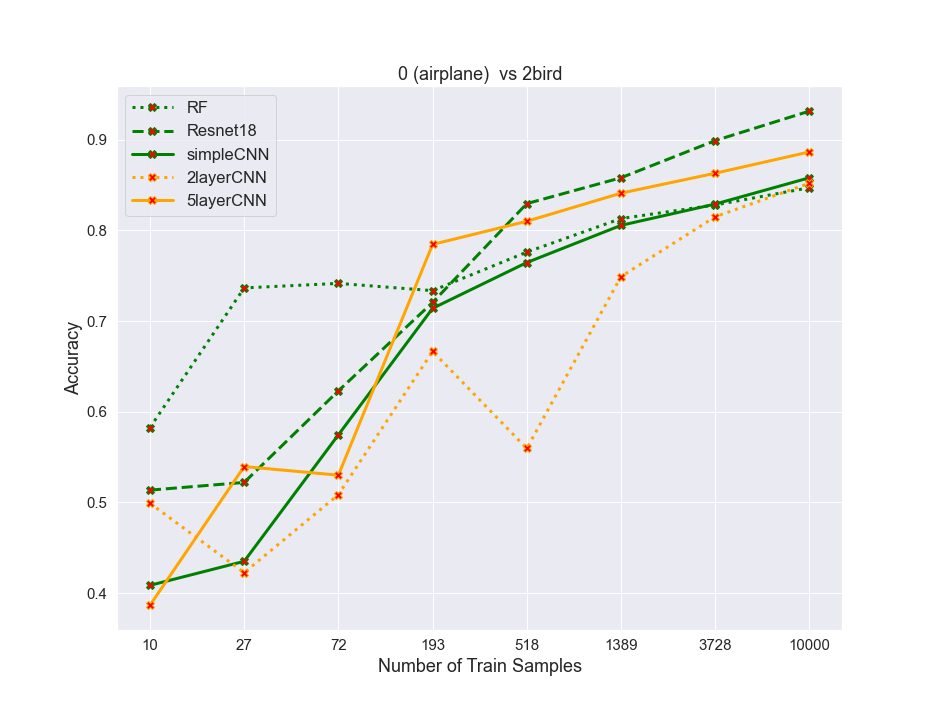 0 (airplane)  vs 2bird
RF
Resnet18
simpleCNN
2layerCNN
5layerCNN
0.9
0.8
0.7
0.6
0.5
0.4
Accuracy
10 27 72 193 518 1389 3728 10000
Number of Train Samples